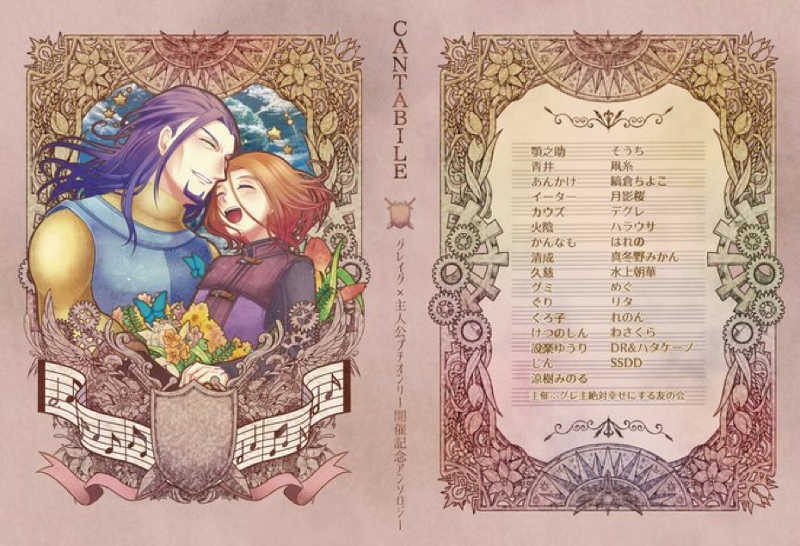 CANTABILE
グレイグ×主人公プチオンリー開催記念アンソロジー
顎之助 そうち
青井 凪糸
あんかけ 縞倉ちよこ
イーター 月影桜
カウズ デグレ
火陰 ハラウサ
かんなも はれの
清成 真冬野みかん
久慈 水上朝華
グミ めぐ
ぐり リタ
くろ子 れのん
けつのしん わさくら
設楽ゆうり DR&ハタケーブ
じん SSDD
涼樹みのる
主催:グレ主絶対幸せにする友の会